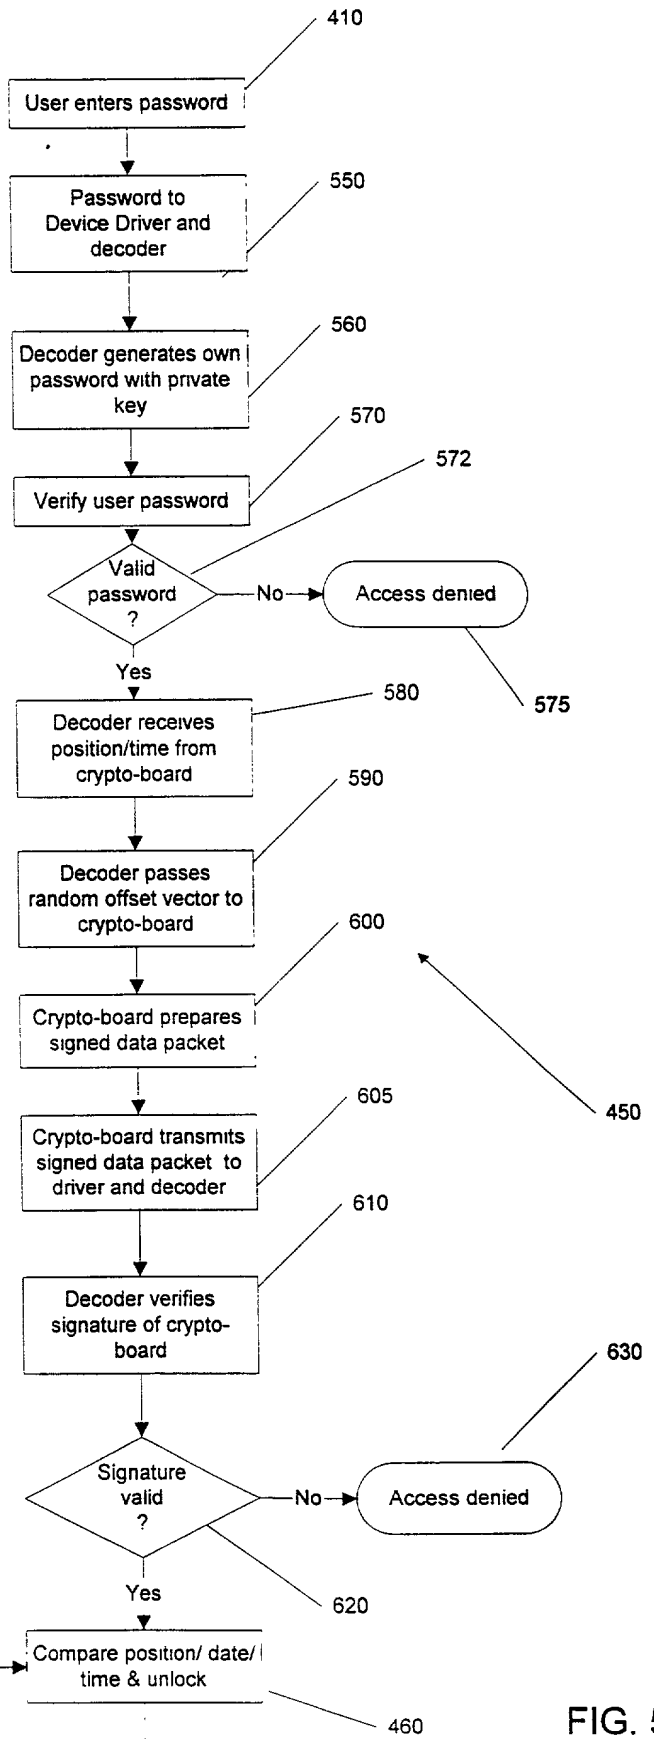 410
User enters password
550
Password to
Device Driver and
decoder
560
Decoder generates own
password with private
key
570
572
Verify user password
Valid
password
?
No
Access denied
575
Yes
580
Decoder receives
position/time from
crypto-board
590
Decoder passes
random offset vector to
crypto-board
600
Crypto-board prepares
signed data packet
450
605
Crypto-board transmits
signed data packet to
driver and decoder
610
Decoder verifies
signature of crypto-
board
630
Signature
valid
?
No
Access denied
Yes
620
Compare position/ date/
time & unlock
460
FIG.